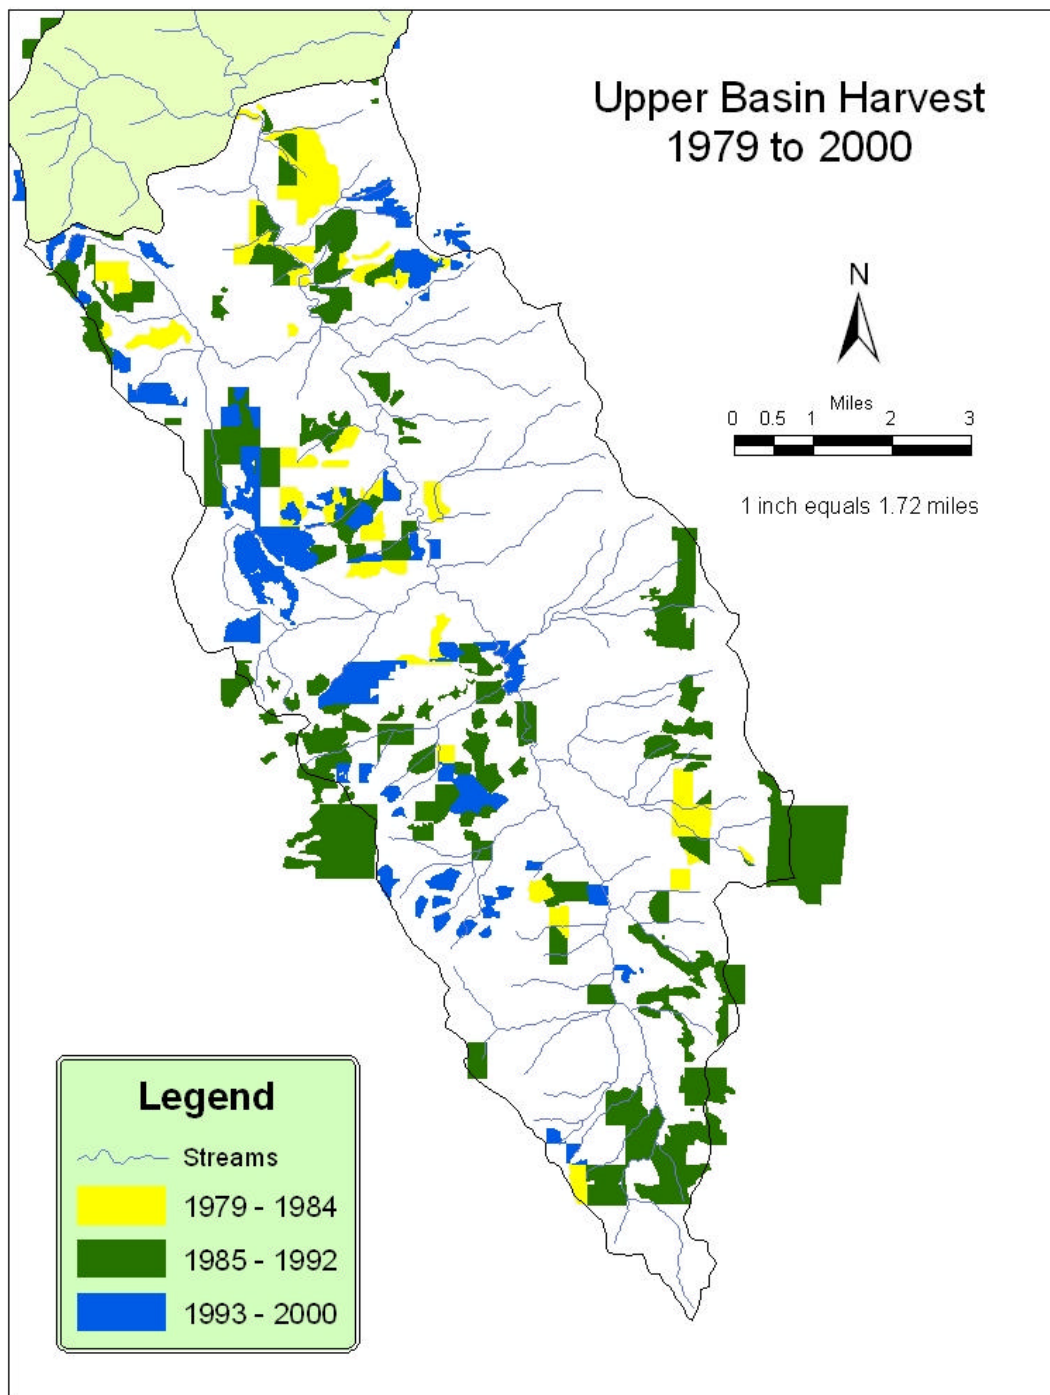 Upper Basin Harvest
1979 to 2000
N
Miles
0 0.5 1 2 3
1 inch equals 1.72 miles
Legend
Streams
1979 - 1984
1985 - 1992
1993 - 2000